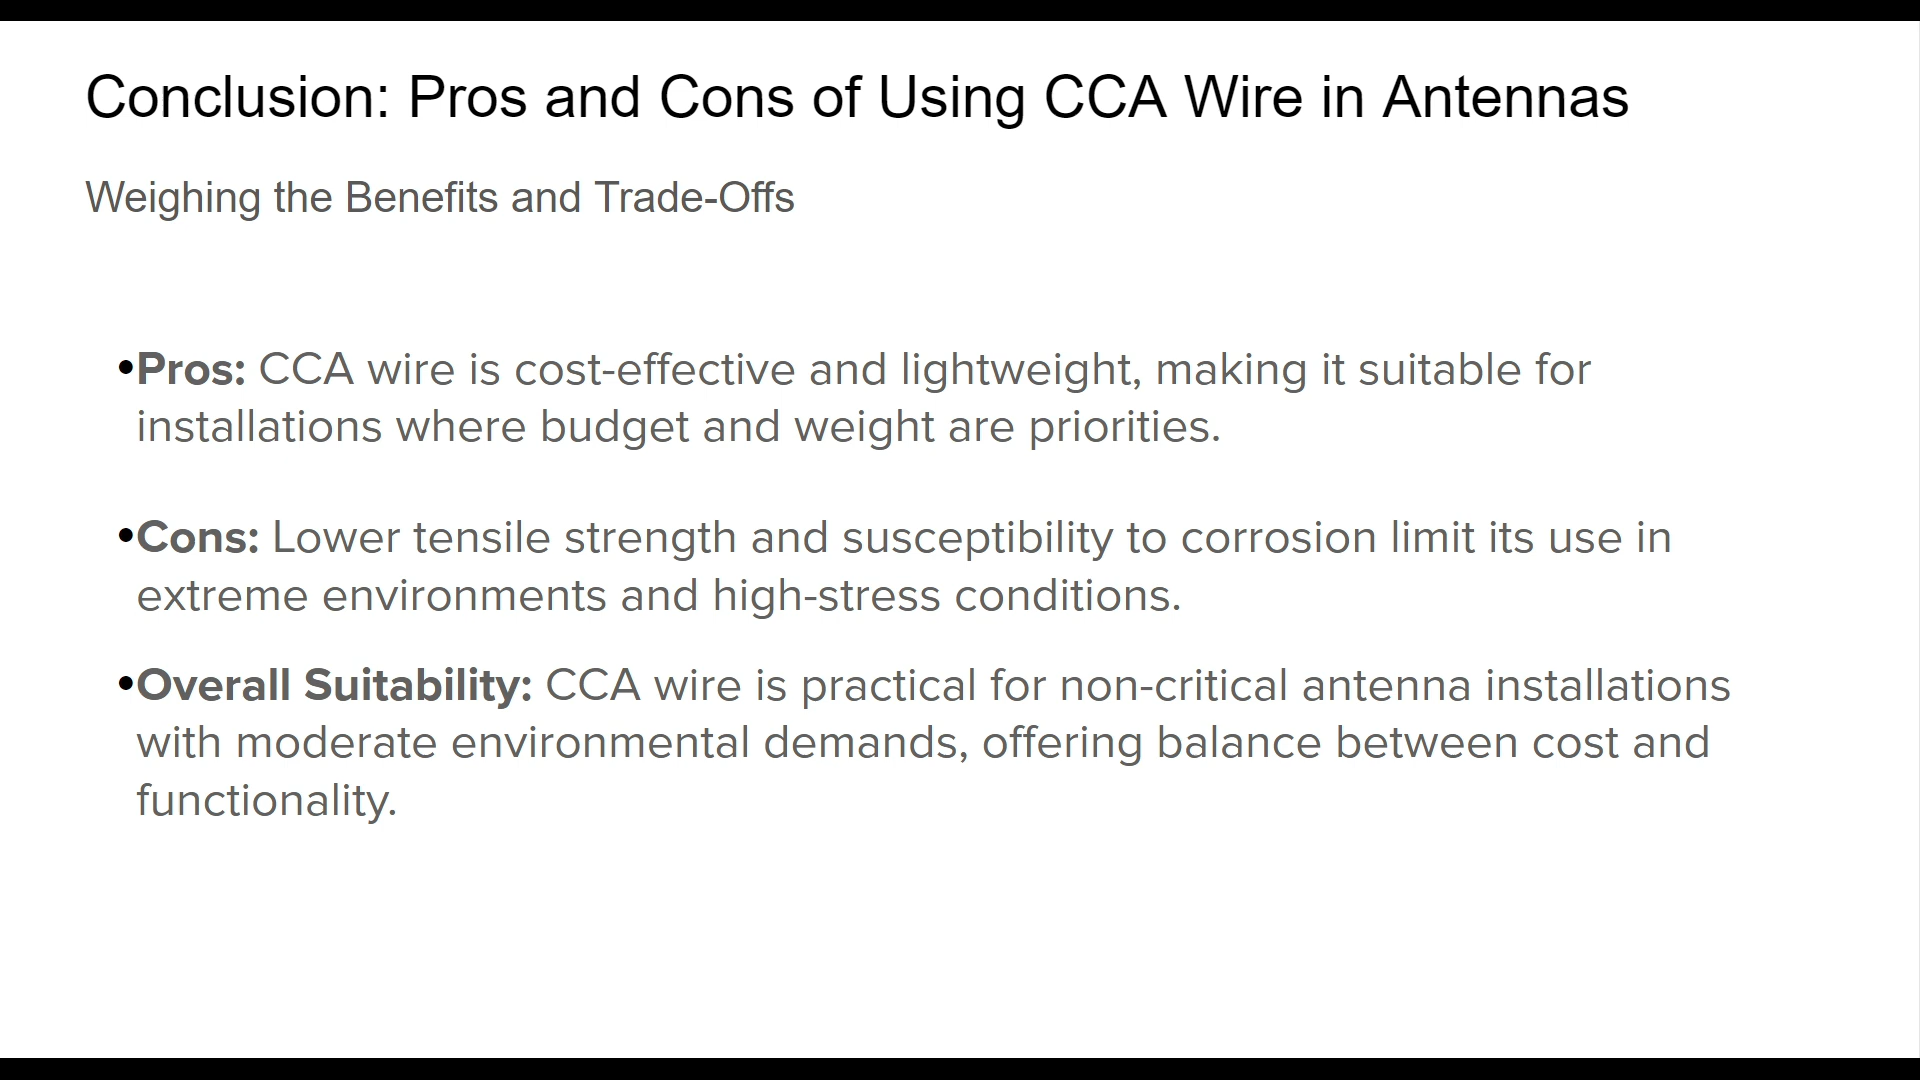 Conclusion: Pros and Cons of Using CCA Wire in Antennas
Weighing the Benefits and Trade-Offs
•Pros: CCA wire is cost-effective and lightweight, making it suitable for
installations where budget and weight are priorities.
•Cons: Lower tensile strength and susceptibility to corrosion limit its use in
extreme environments and high-stress conditions.
•Overall Suitability: CCA wire is practical for non-critical antenna installations
with moderate environmental demands, offering balance between cost and
functionality.